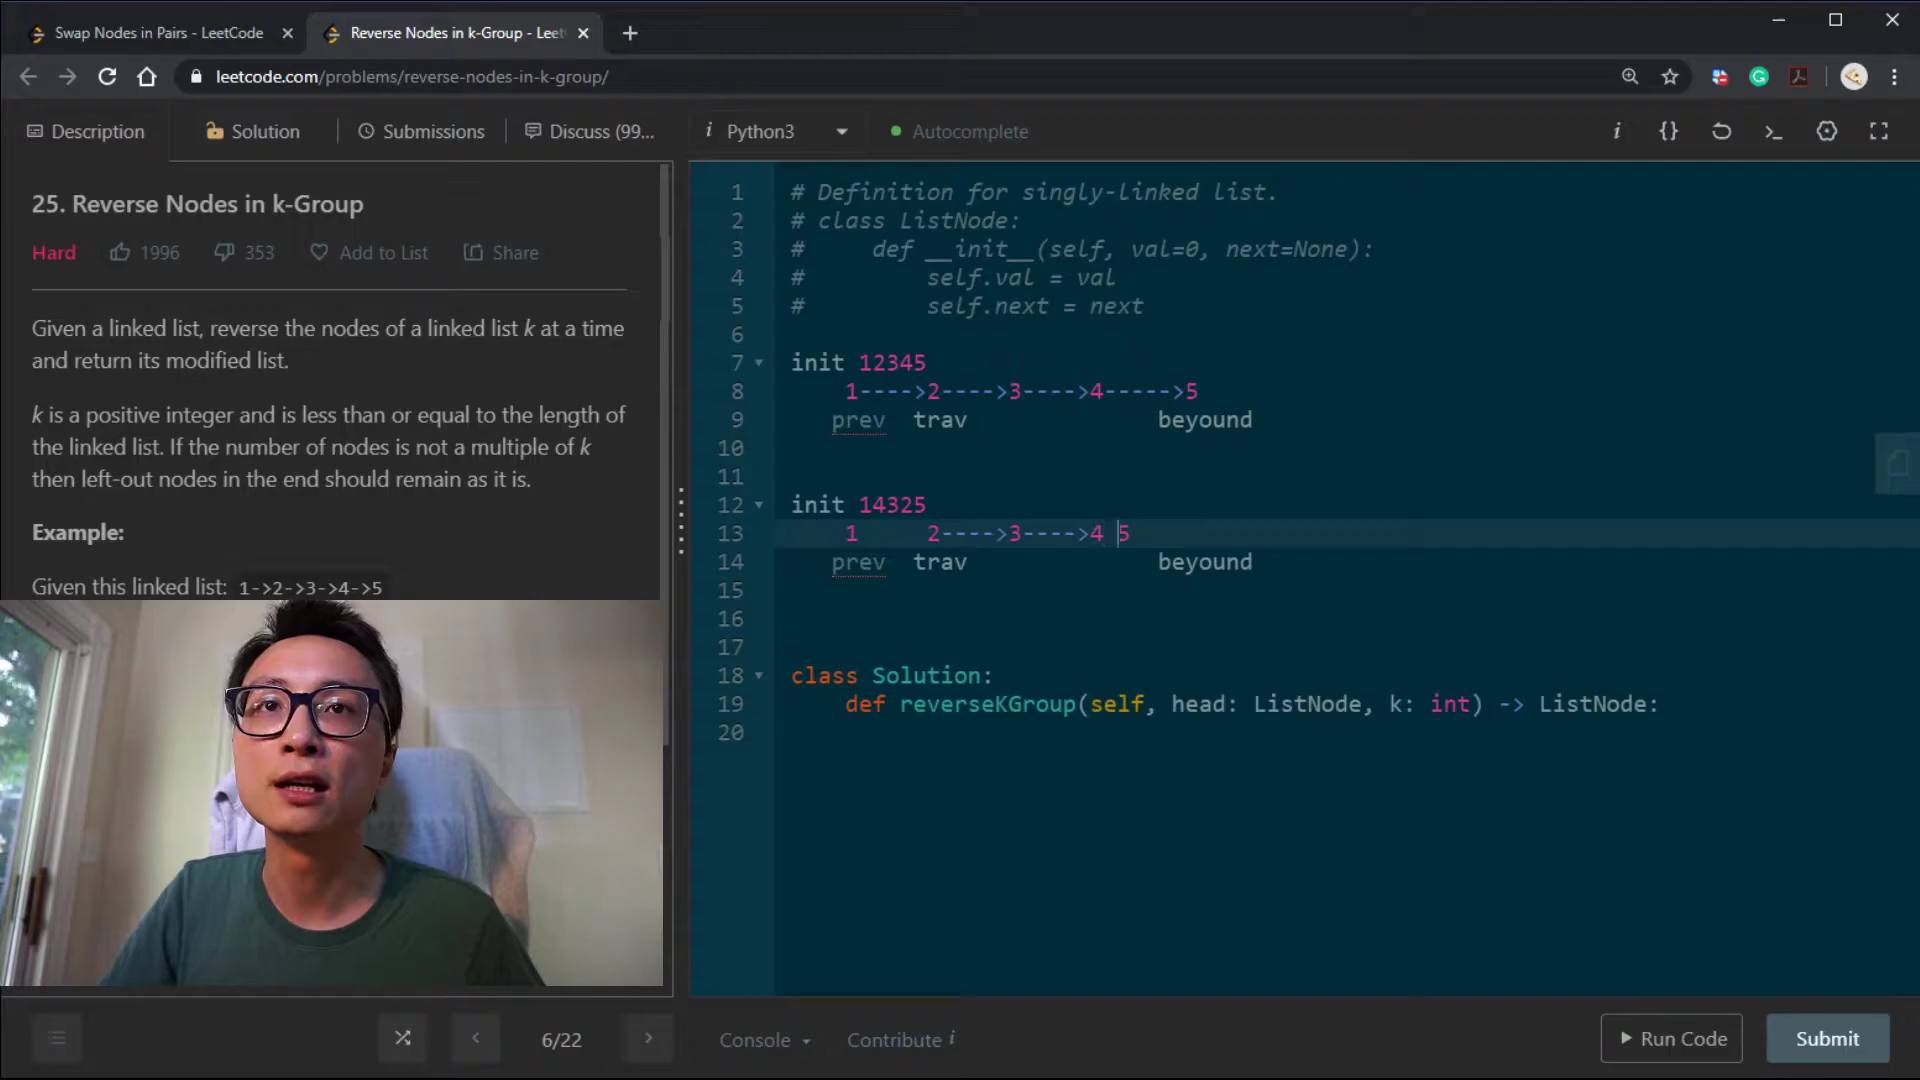 Swap Nodes in Pairs - LeetCode
Reverse Nodes in k-Group - Leet
leetcode.com/problems/reverse-nodes-in-k-group/
Description
Solution
Submissions
Discuss (99...
i Python3
Autocomplete
i {}
25. Reverse Nodes in k-Group
Hard 1996 353 Add to List Share
Given a linked list, reverse the nodes of a linked list k at a time
and return its modified list.
k is a positive integer and is less than or equal to the length of
the linked list. If the number of nodes is not a multiple of k
then left-out nodes in the end should remain as it is.
Example:
Given this linked list: 1->2->3->4->5
1 # Definition for singly-linked list.
2 # class ListNode:
3 #     def __init__(self, val=0, next=None):
4 #         self.val = val
5 #         self.next = next
6
7 init 12345
8     1---->2---->3---->4----->5
9    prev  trav              beyound
10
11
12 init 14325
13     1     2---->3---->4 5
14    prev  trav              beyound
15
16
17
18 class Solution:
19     def reverseKGroup(self, head: ListNode, k: int) -> ListNode:
20
6/22
Console
Contribute i
Run Code
Submit